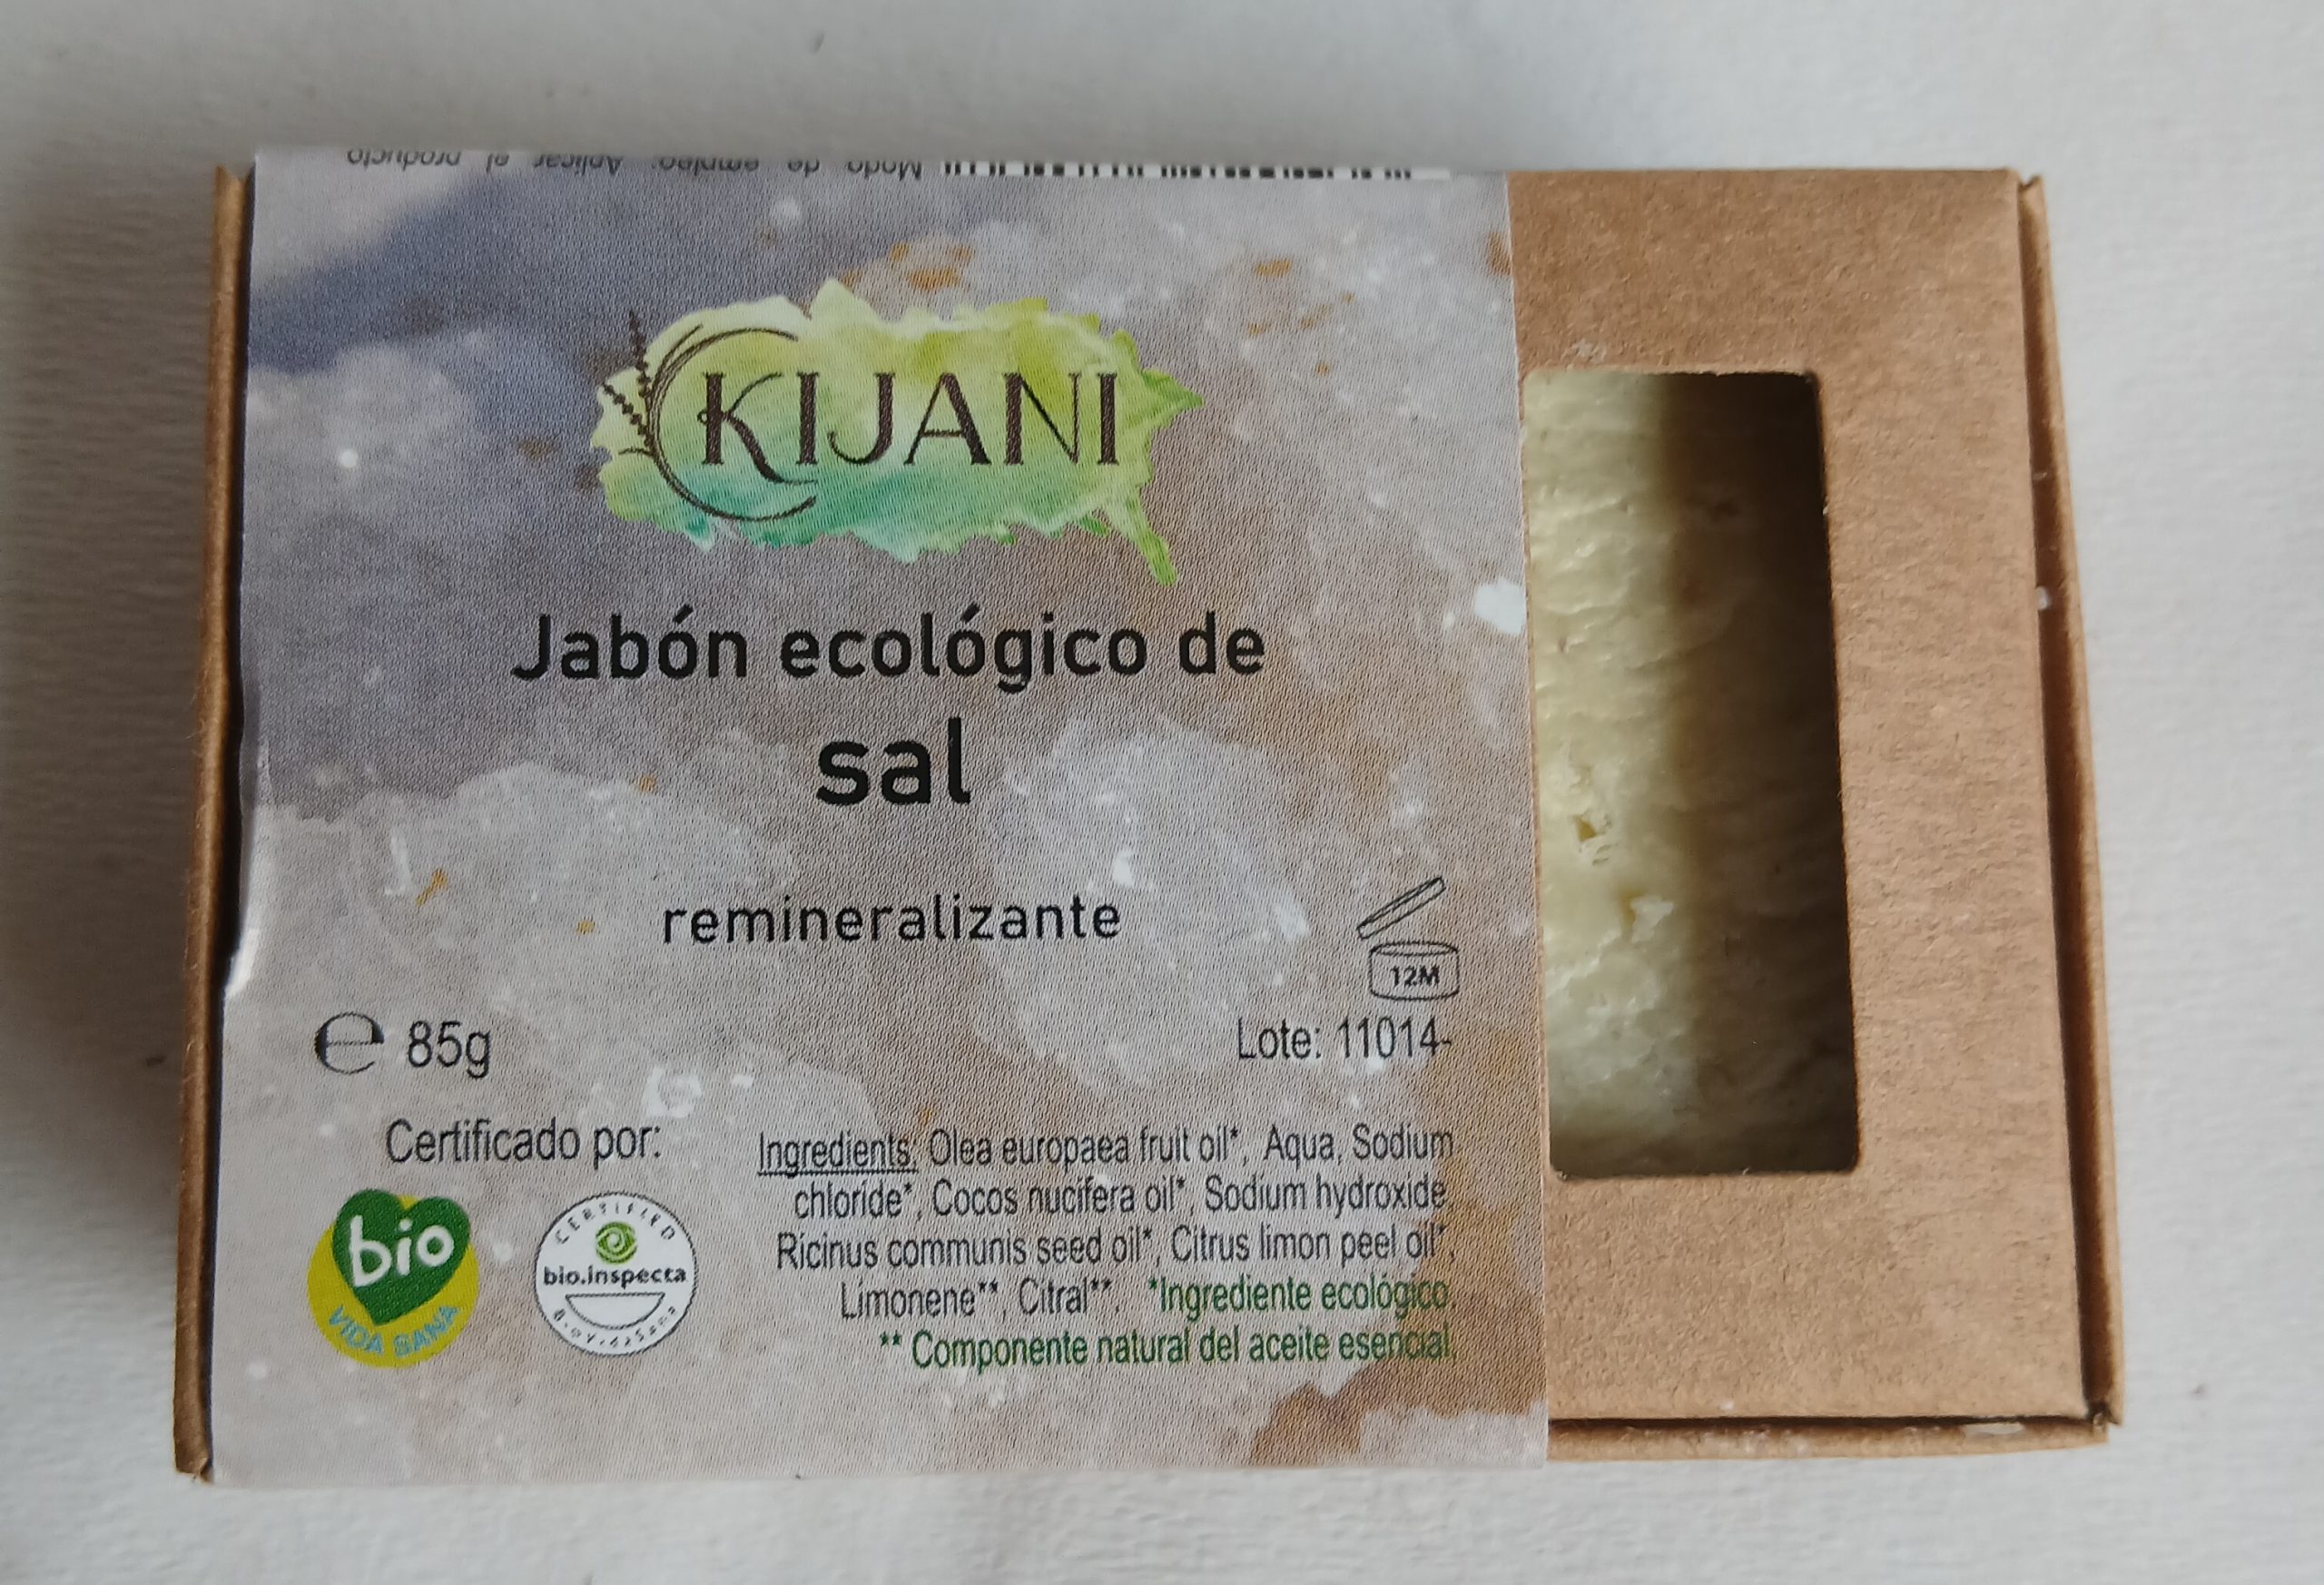 Modo de empleo: Aplicar el producto
KIJANI
Jabón ecológico de
sal
remineralizante
12M
℮ 85g
Lote: 11014-
Certificado por:
bio
VIDA SANA
CERTIFIED
bio.inspecta
Ingredients: Olea europaea fruit oil*, Aqua, Sodium
chloride*, Cocos nucifera oil*, Sodium hydroxide
Ricinus communis seed oil*, Citrus limon peel oil*,
Limonene**, Citral**. *Ingrediente ecológico.
** Componente natural del aceite esencial.